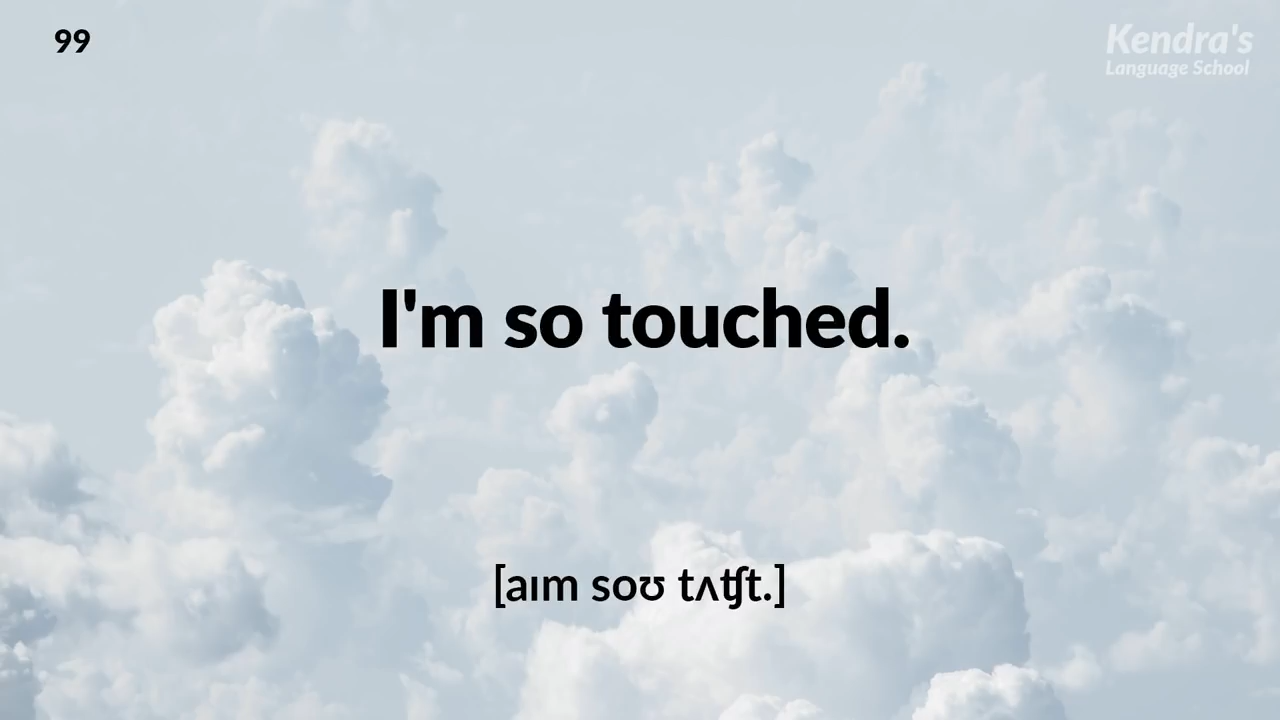 99
Kendra's
Language School
I'm so touched.
[aɪm soʊ tʌʧt.]